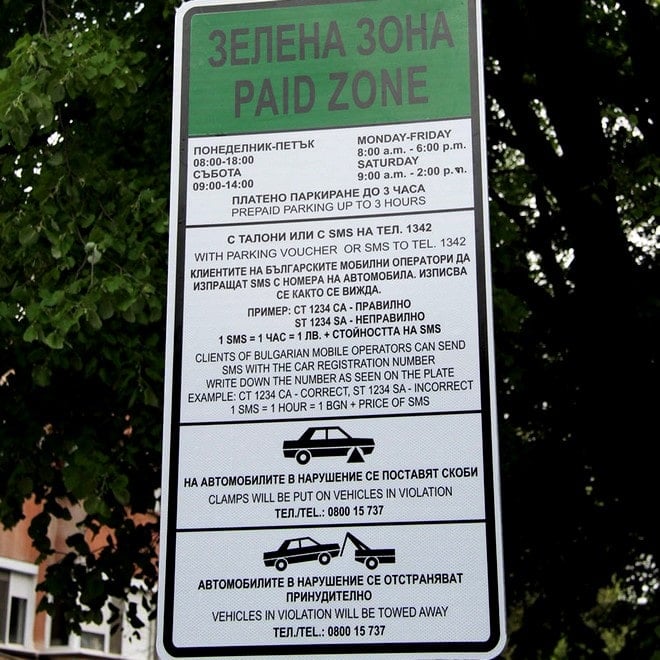 ЗЕЛЕНА ЗОНА
PAID ZONE
ПОНЕДЕЛНИК-ПЕТЪК
08:00-18:00
СЪБОТА
09:00-14:00
MONDAY-FRIDAY
8:00 a.m. - 6:00 p.m.
SATURDAY
9:00 a.m. - 2:00 p.m.
ПЛАТЕНО ПАРКИРАНЕ ДО 3 ЧАСА
PREPAID PARKING UP TO 3 HOURS
С ТАЛОНИ ИЛИ С SMS НА ТЕЛ. 1342
WITH PARKING VOUCHER OR SMS TO TEL. 1342
КЛИЕНТИТЕ НА БЪЛГАРСКИТЕ МОБИЛНИ ОПЕРАТОРИ ДА
ИЗПРАЩАТ SMS С НОМЕРА НА АВТОМОБИЛА. ИЗПИСВА
СЕ КАКТО СЕ ВИЖДА.
ПРИМЕР: СТ 1234 СА - ПРАВИЛНО
ST 1234 SA - НЕПРАВИЛНО
1 SMS = 1 ЧАС = 1 ЛВ. + СТОЙНОСТТА НА SMS
CLIENTS OF BULGARIAN MOBILE OPERATORS CAN SEND
SMS WITH THE CAR REGISTRATION NUMBER
WRITE DOWN THE NUMBER AS SEEN ON THE PLATE
EXAMPLE: CT 1234 CA - CORRECT, ST 1234 SA - INCORRECT
1 SMS = 1 HOUR = 1 BGN + PRICE OF SMS
НА АВТОМОБИЛИТЕ В НАРУШЕНИЕ СЕ ПОСТАВЯТ СКОБИ
CLAMPS WILL BE PUT ON VEHICLES IN VIOLATION
ТЕЛ./TEL.: 0800 15 737
АВТОМОБИЛИТЕ В НАРУШЕНИЕ СЕ ОТСТРАНЯВАТ
ПРИНУДИТЕЛНО
VEHICLES IN VIOLATION WILL BE TOWED AWAY
ТЕЛ./TEL.: 0800 15 737